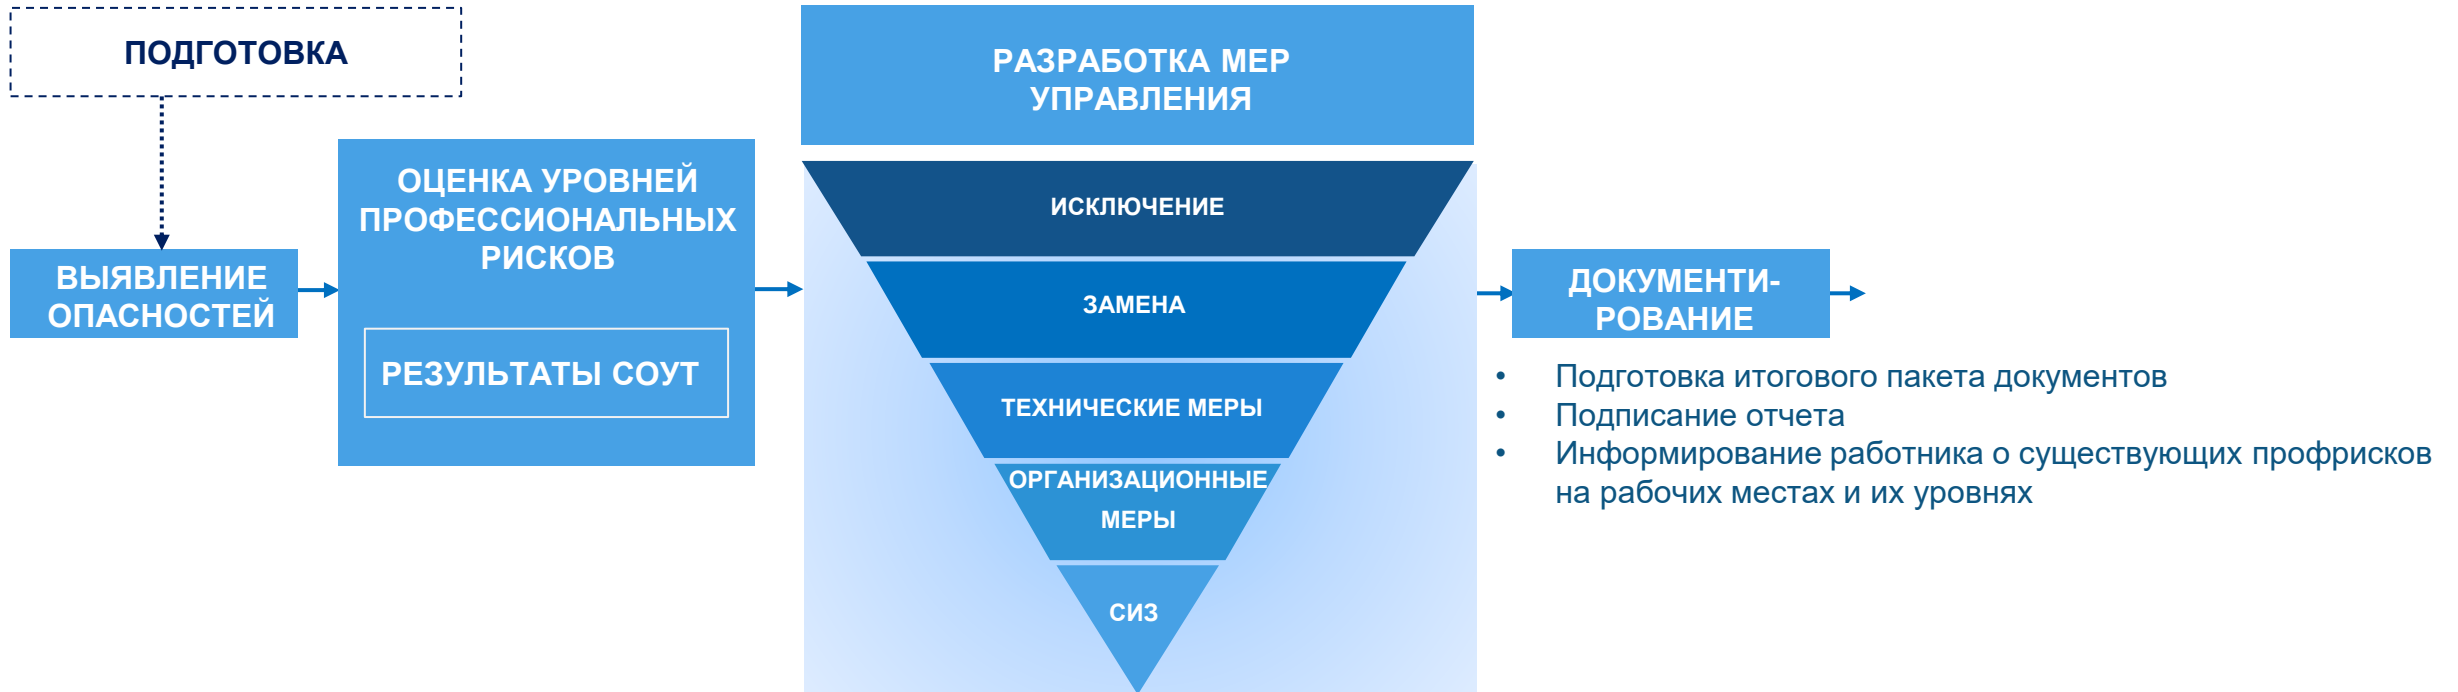 ПОДГОТОВКА
ВЫЯВЛЕНИЕ
ОПАСНОСТЕЙ
ОЦЕНКА УРОВНЕЙ
ПРОФЕССИОНАЛЬНЫХ
РИСКОВ
РЕЗУЛЬТАТЫ СОУТ
РАЗРАБОТКА МЕР
УПРАВЛЕНИЯ
ИСКЛЮЧЕНИЕ
ЗАМЕНА
ТЕХНИЧЕСКИЕ МЕРЫ
ОРГАНИЗАЦИОННЫЕ
МЕРЫ
СИЗ
ДОКУМЕНТИ-
РОВАНИЕ
• Подготовка итогового пакета документов
• Подписание отчета
• Информирование работника о существующих профрисков
на рабочих местах и их уровнях